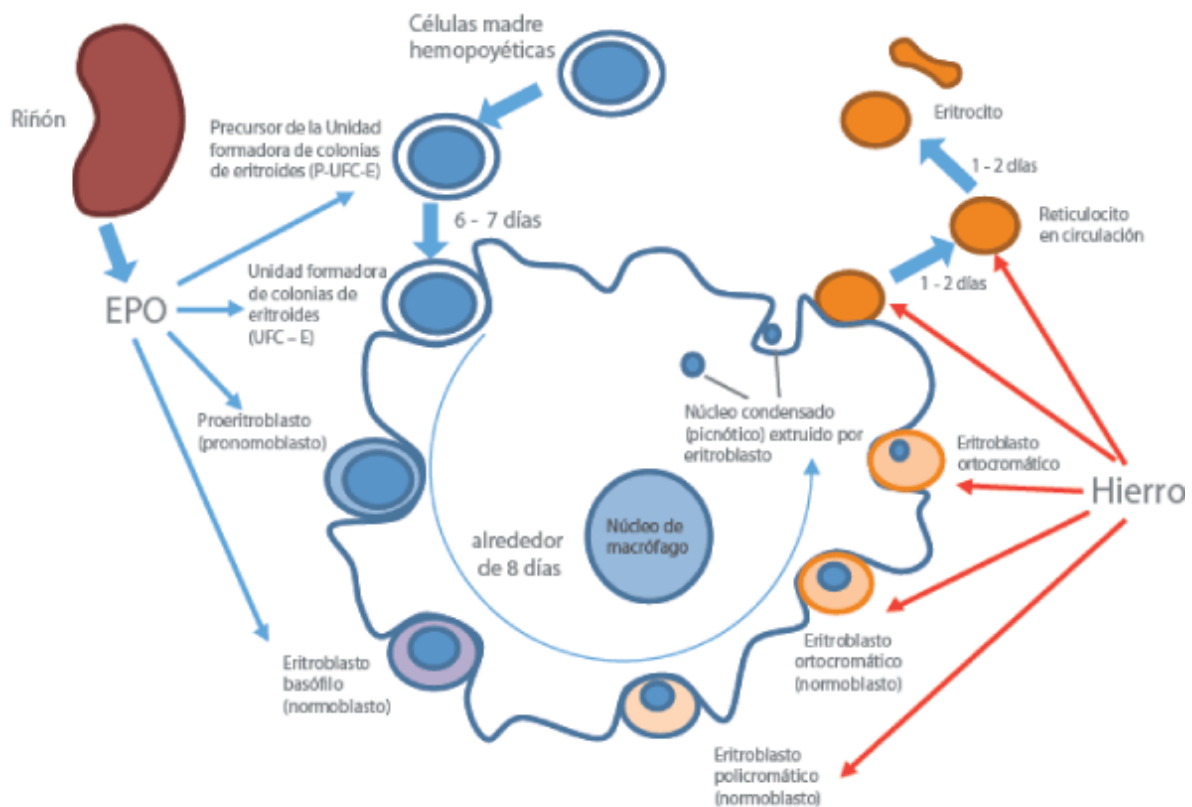 Células madre
hemopoyéticas
Riñón
Precursor de la Unidad
formadora de colonias
de eritroides (P-UFC-E)
Eritrocito
1 - 2 días
6 - 7 días
Reticulocito
en circulación
Unidad formadora
de colonias de
eritroides
(UFC – E)
EPO
1 - 2 días
Proeritroblasto
(pronomoblasto)
Núcleo condensado
(picnótico) extruido por
eritroblasto
Eritroblasto
ortocromático
Hierro
Núcleo de
macrófago
alrededor
de 8 días
Eritroblasto
ortocromático
(normoblasto)
Eritroblasto
basófilo
(normoblasto)
Eritroblasto
policromático
(normoblasto)